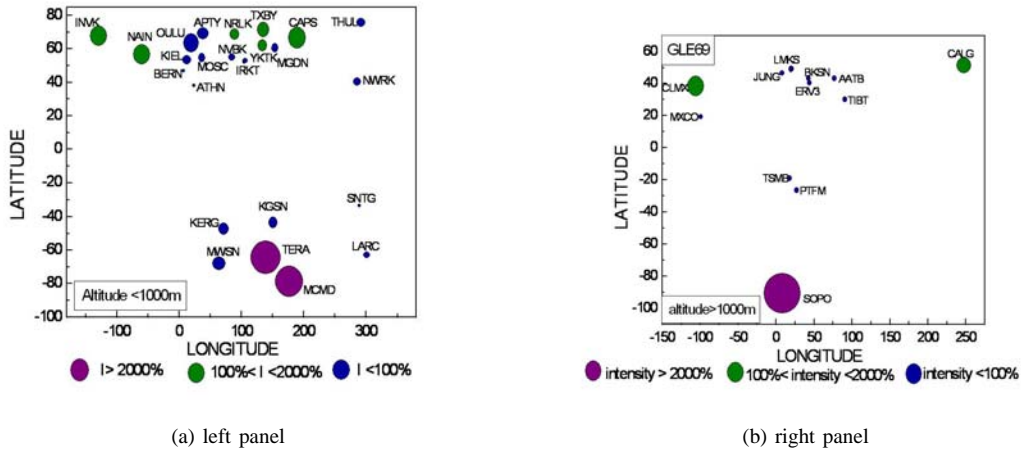 INVK
NAIN
OULU
APTY
NRLK
TXBY
CAPS
THUL
KIEL
BERN
MOSC
NVBK
IRKT
YKTK
MGDN
NWRK
ATHN
SNTG
KGSN
KERG
MWSN
TERA
MCMD
LARC
Altitude <1000m
LATITUDE
80
60
40
20
0
-20
-40
-60
-80
-100
-100 0 100 200 300
LONGITUDE
I > 2000% 100%< I <2000% I <100%
(a) left panel
GLE69
CALG
LMKS
JUNG
BKSN
AATB
ERV3
TIBT
CLMX
MXCO
TSMB
PTFM
SOPO
altitude>1000m
LATITUDE
80
60
40
20
0
-20
-40
-60
-80
-100
-150 -100 -50 0 50 100 150 200 250
LONGITUDE
intensity > 2000% 100%< intensity <2000% intensity <100%
(b) right panel